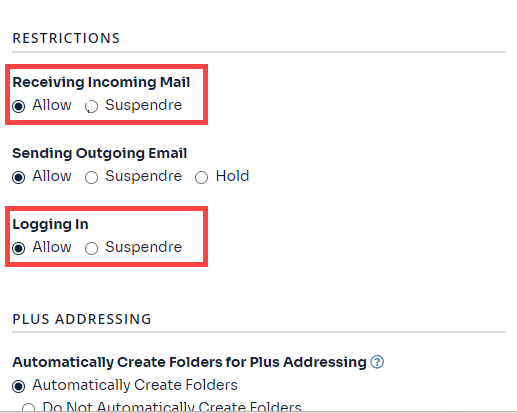 RESTRICTIONS
Receiving Incoming Mail
Allow Suspendre
Sending Outgoing Email
Allow Suspendre Hold
Logging In
Allow Suspendre
PLUS ADDRESSING
Automatically Create Folders for Plus Addressing ?
Automatically Create Folders
Do Not Automatically Create Folders